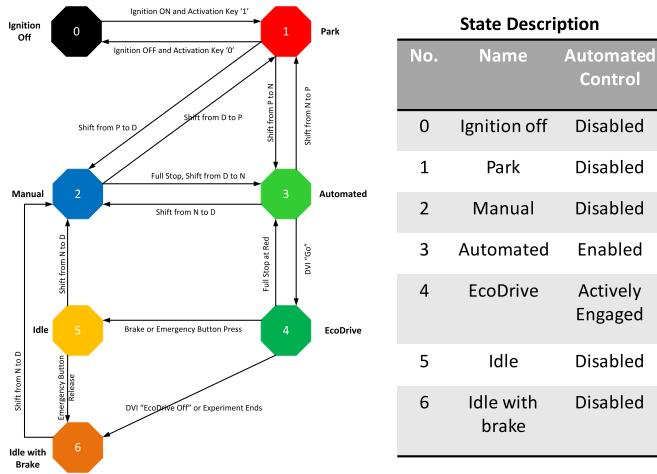 Ignition ON and Activation Key '1'
Ignition
Off
0
1
Park
Ignition OFF and Activation Key '0'
Shift from P to D
Shift from D to P
Shift from P to N
Shift from N to P
Full Stop, Shift from D to N
Manual
2
3
Automated
Shift from N to D
Shift from N to D
Shift from N to D
Full Stop at Red
DVI "Go"
Idle
5
Brake or Emergency Button Press
4
EcoDrive
Emergency Button
Release
DVI "EcoDrive Off" or Experiment Ends
Idle with
Brake
6
State Description
No. Name Automated
Control
0 Ignition off Disabled
1 Park Disabled
2 Manual Disabled
3 Automated Enabled
4 EcoDrive Actively
Engaged
5 Idle Disabled
6 Idle with Disabled
brake